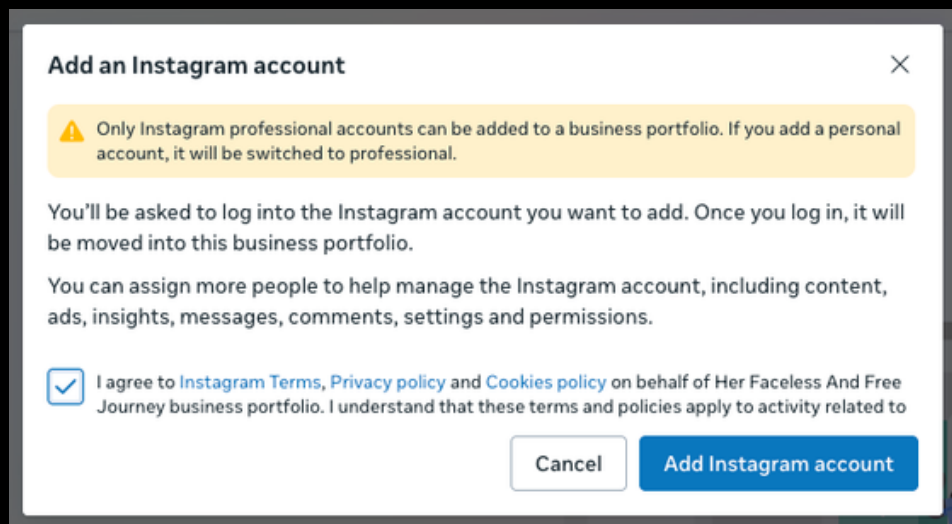 Add an Instagram account
Only Instagram professional accounts can be added to a business portfolio. If you add a personal
account, it will be switched to professional.
You'll be asked to log into the Instagram account you want to add. Once you log in, it will
be moved into this business portfolio.
You can assign more people to help manage the Instagram account, including content,
ads, insights, messages, comments, settings and permissions.
I agree to Instagram Terms, Privacy policy and Cookies policy on behalf of Her Faceless And Free
Journey business portfolio. I understand that these terms and policies apply to activity related to
Cancel
Add Instagram account